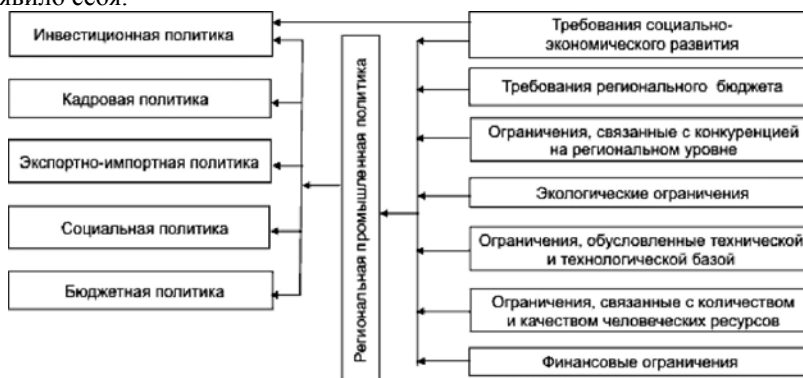 явило себя.
Инвестиционная политика
Кадровая политика
Экспортно-импортная политика
Социальная политика
Бюджетная политика
Региональная промышленная политика
Требования социально-
экономического развития
Требования регионального бюджета
Ограничения, связанные с конкуренцией
на региональном уровне
Экологические ограничения
Ограничения, обусловленные технической
и технологической базой
Ограничения, связанные с количеством
и качеством человеческих ресурсов
Финансовые ограничения